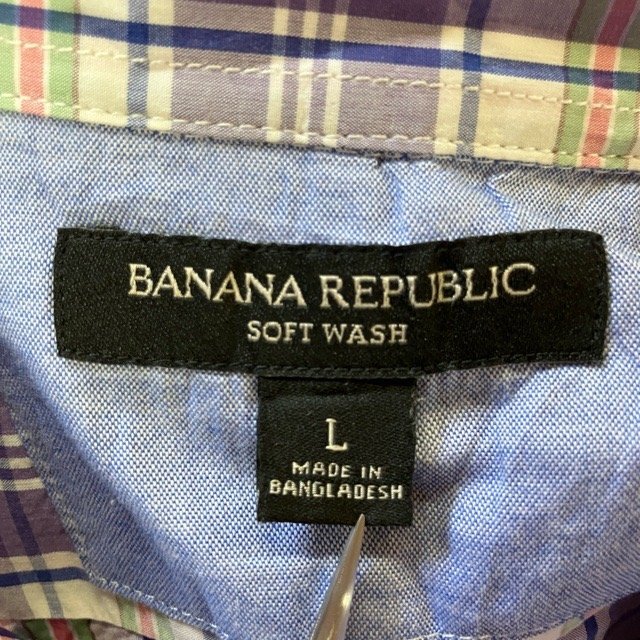 BANANA REPUBLIC
SOFT WASH
L
MADE IN
BANGLADESH